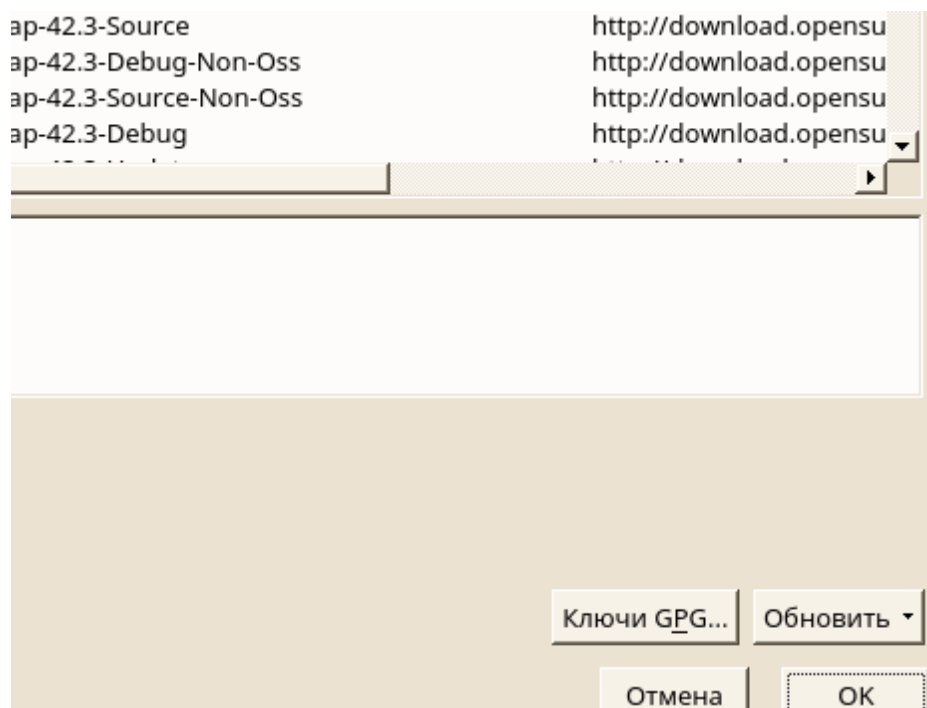 ap-42.3-Source http://download.opensu
ap-42.3-Debug-Non-Oss http://download.opensu
ap-42.3-Source-Non-Oss http://download.opensu
ap-42.3-Debug http://download.opensu
Ключи GPG... Обновить
Отмена OK